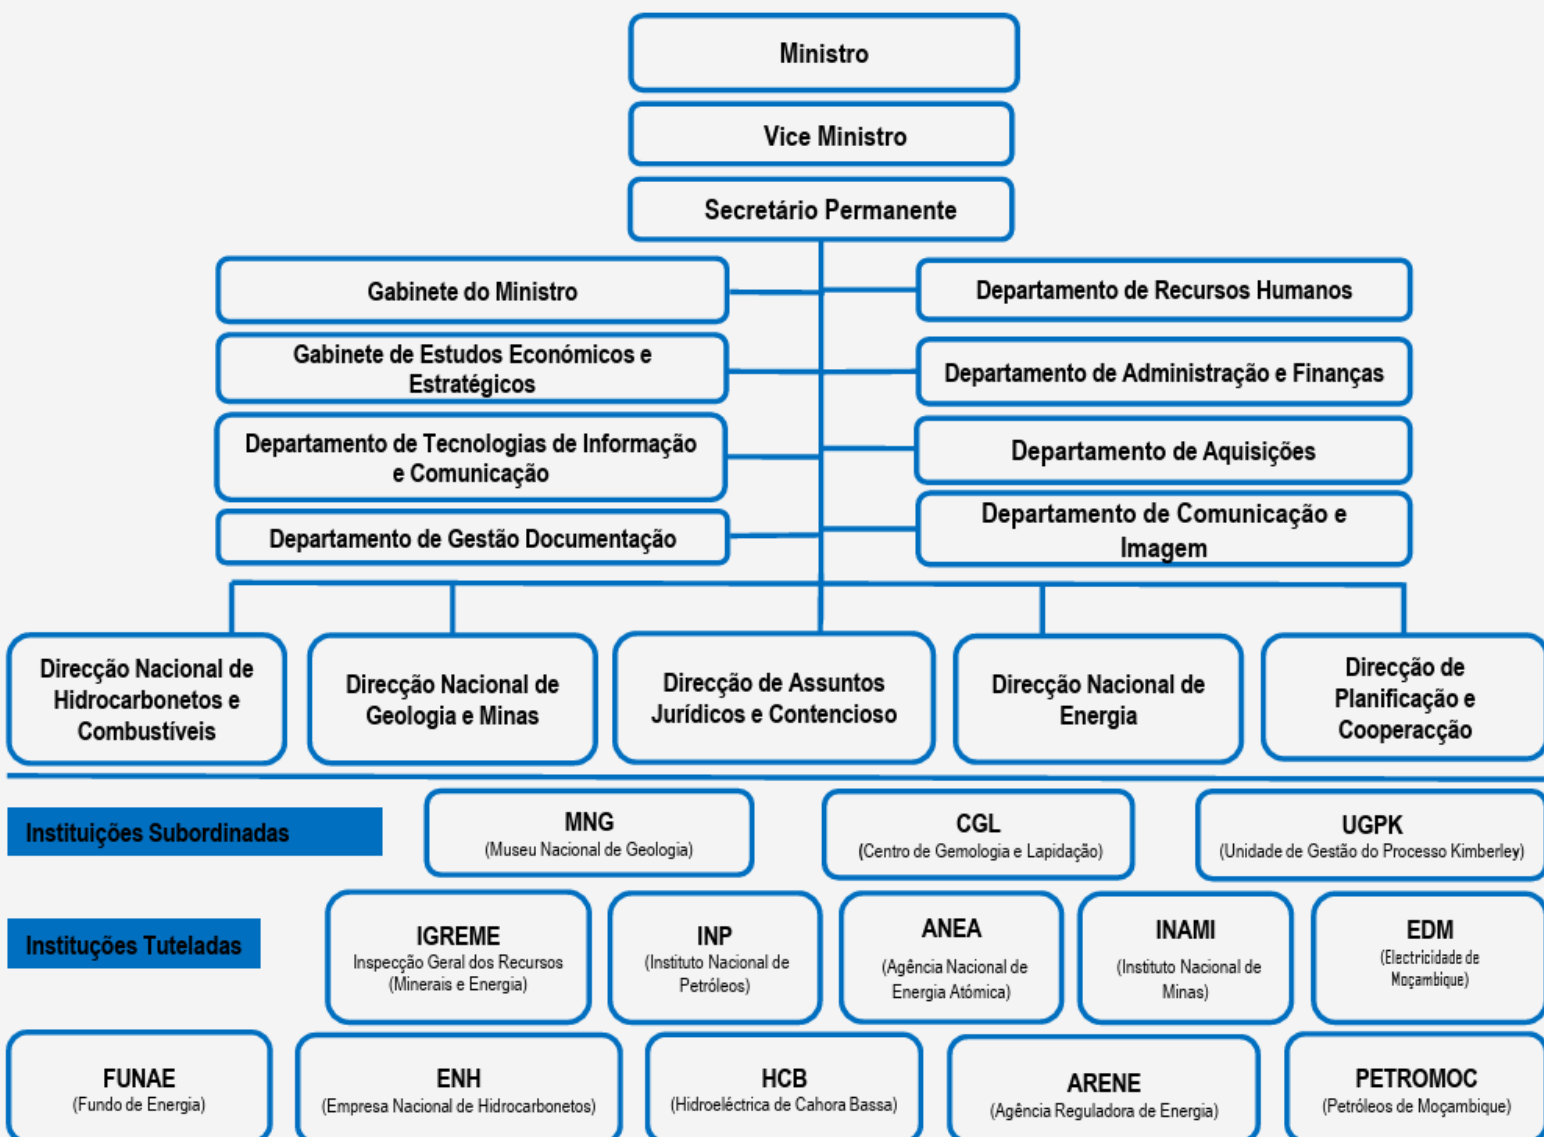 Ministro
Vice Ministro
Secretário Permanente
Gabinete do Ministro
Departamento de Recursos Humanos
Gabinete de Estudos Económicos e
Estratégicos
Departamento de Administração e Finanças
Departamento de Tecnologias de Informação
e Comunicação
Departamento de Aquisições
Departamento de Gestão Documentação
Departamento de Comunicação e
Imagem
Direcção Nacional de
Hidrocarbonetos e
Combustíveis
Direcção Nacional de
Geologia e Minas
Direcção de Assuntos
Jurídicos e Contencioso
Direcção Nacional de
Energia
Direcção de
Planificação e
Cooperacção
Instituições Subordinadas
MNG
(Museu Nacional de Geologia)
CGL
(Centro de Gemologia e Lapidação)
UGPK
(Unidade de Gestão do Processo Kimberley)
Instituções Tuteladas
IGREME
Inspecção Geral dos Recursos
(Minerais e Energia)
INP
(Instituto Nacional de
Petróleos)
ANEA
(Agência Nacional de
Energia Atómica)
INAMI
(Instituto Nacional de
Minas)
EDM
(Electricidade de
Moçambique)
FUNAE
(Fundo de Energia)
ENH
(Empresa Nacional de Hidrocarbonetos)
HCB
(Hidroeléctrica de Cahora Bassa)
ARENE
(Agência Reguladora de Energia)
PETROMOC
(Petróleos de Moçambique)